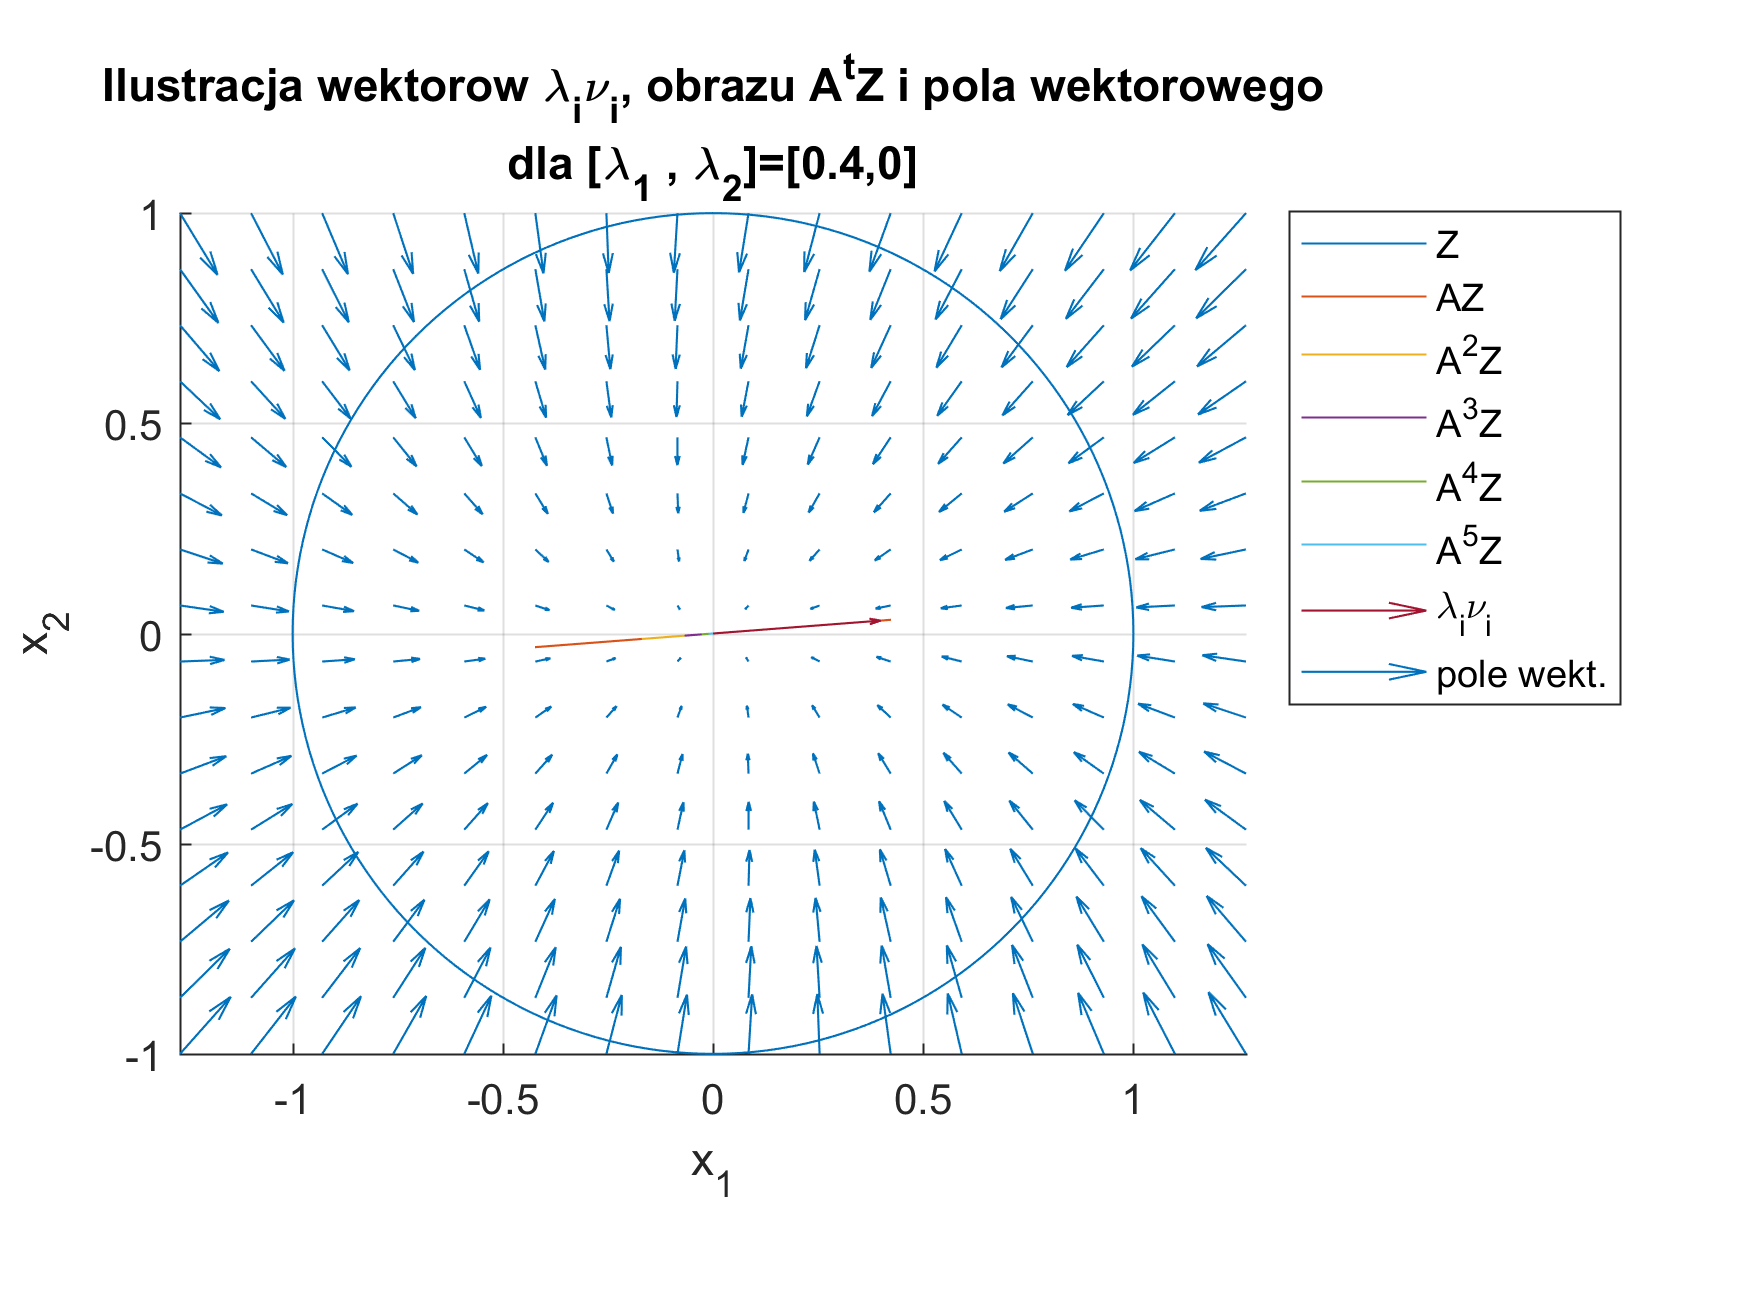 Ilustracja wektorow λᵢνᵢ, obrazu AᵗZ i pola wektorowego
dla [λ₁ , λ₂]=[0.4,0]
1
0.5
0
-0.5
-1
x₂
-1
-0.5
0
0.5
1
x₁
Z
AZ
A²Z
A³Z
A⁴Z
A⁵Z
λᵢνᵢ
pole wekt.